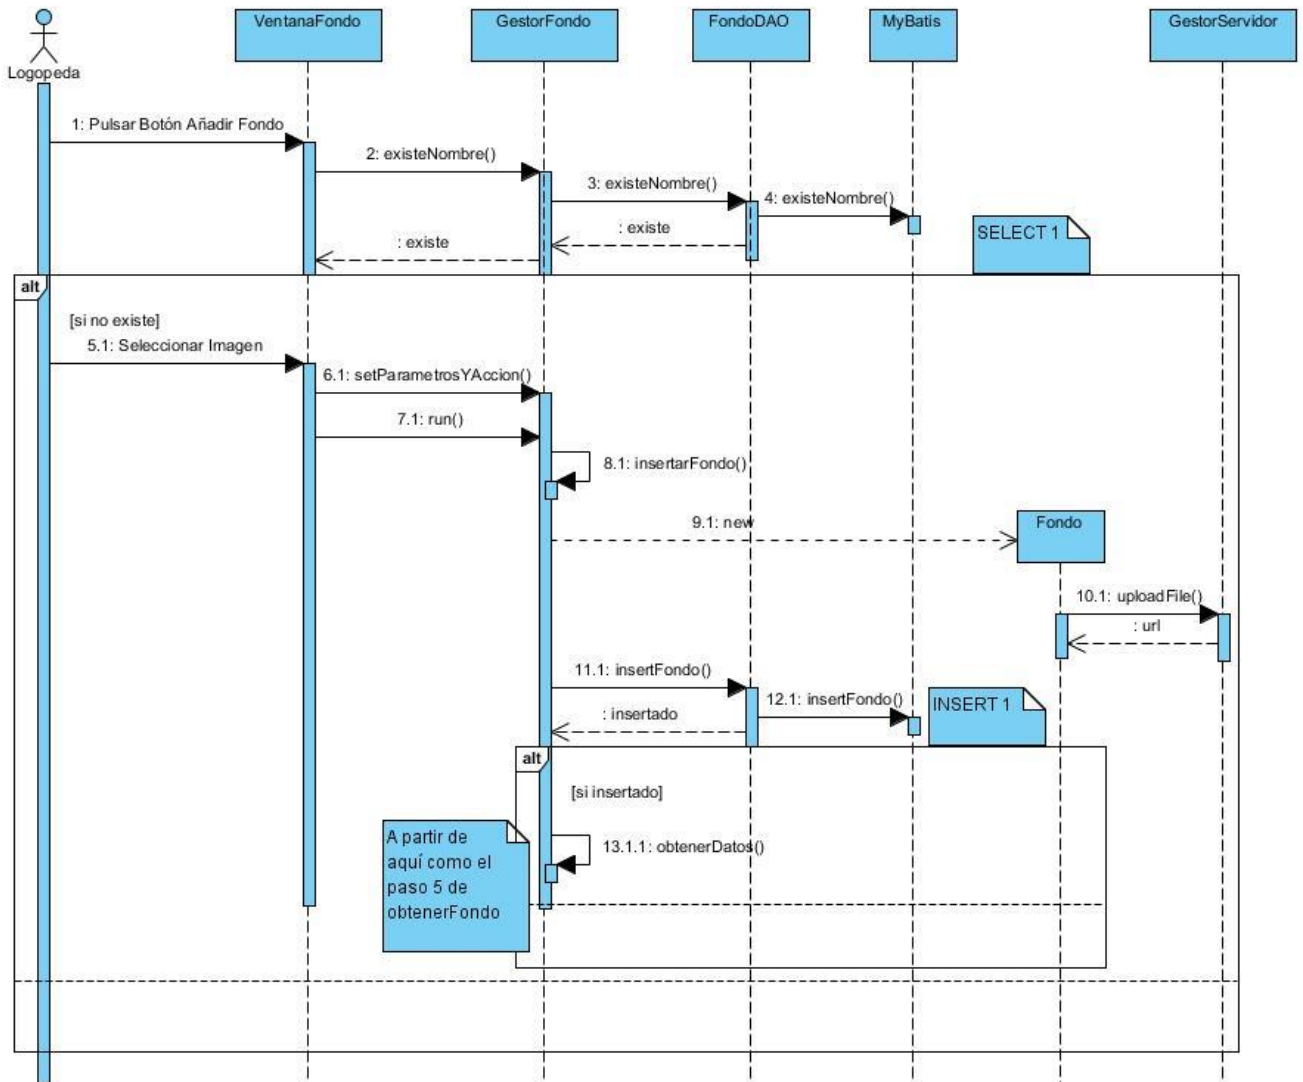 VentanaFondo
GestorFondo
FondoDAO
MyBatis
GestorServidor
Logopeda
1: Pulsar Botón Añadir Fondo
2: existeNombre()
3: existeNombre()
4: existeNombre()
: existe
: existe
SELECT 1
alt
[si no existe]
5.1: Seleccionar Imagen
6.1: setParametrosYAccion()
7.1: run()
8.1: insertarFondo()
9.1: new
Fondo
10.1: uploadFile()
: url
11.1: insertFondo()
12.1: insertFondo()
: insertado
INSERT 1
alt
[si insertado]
13.1.1: obtenerDatos()
A partir de
aquí como el
paso 5 de
obtenerFondo